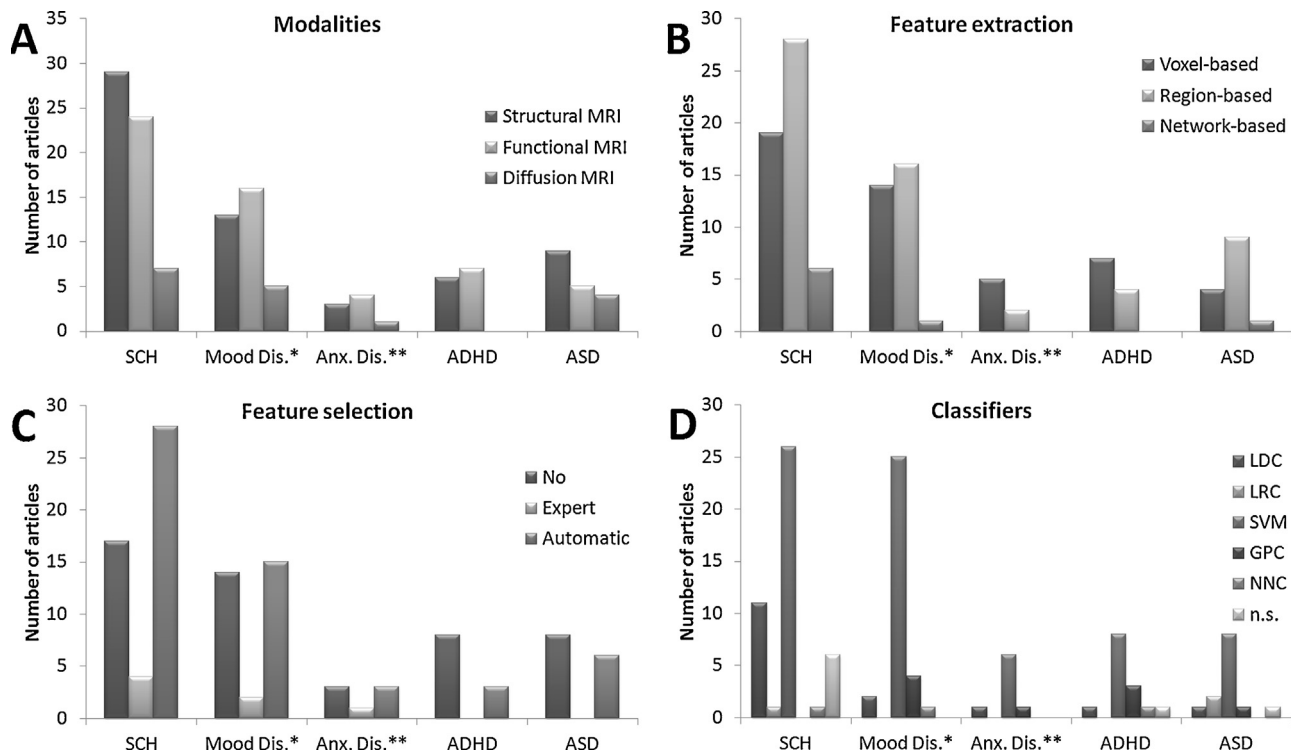 A
Modalities
Number of articles
35
30
25
20
15
10
5
0
Structural MRI
Functional MRI
Diffusion MRI
SCH Mood Dis.* Anx. Dis.** ADHD ASD
B
Feature extraction
Number of articles
30
25
20
15
10
5
0
Voxel-based
Region-based
Network-based
SCH Mood Dis.* Anx. Dis.** ADHD ASD
C
Feature selection
Number of articles
30
25
20
15
10
5
0
No
Expert
Automatic
SCH Mood Dis.* Anx. Dis.** ADHD ASD
D
Classifiers
Number of articles
30
25
20
15
10
5
0
LDC
LRC
SVM
GPC
NNC
n.s.
SCH Mood Dis.* Anx. Dis.** ADHD ASD